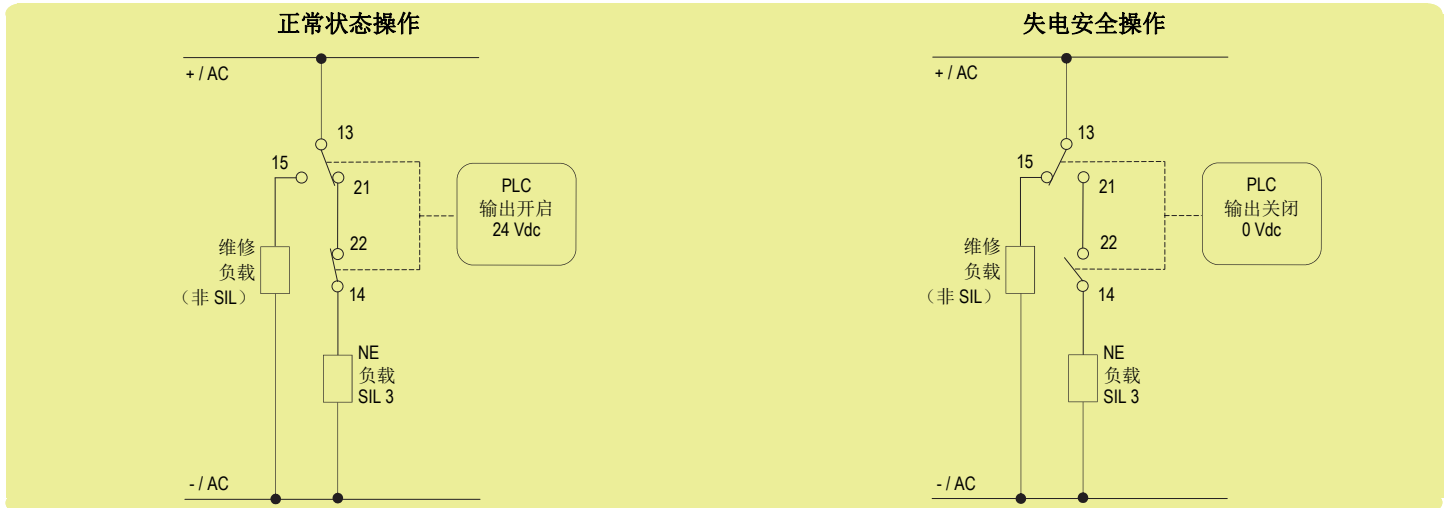 正常状态操作
+ / AC
13
15
21
PLC
输出开启
24 Vdc
22
维修
负载
（非 SIL）
14
NE
负载
SIL 3
- / AC
失电安全操作
+ / AC
13
15
21
PLC
输出关闭
0 Vdc
22
维修
负载
（非 SIL）
14
NE
负载
SIL 3
- / AC